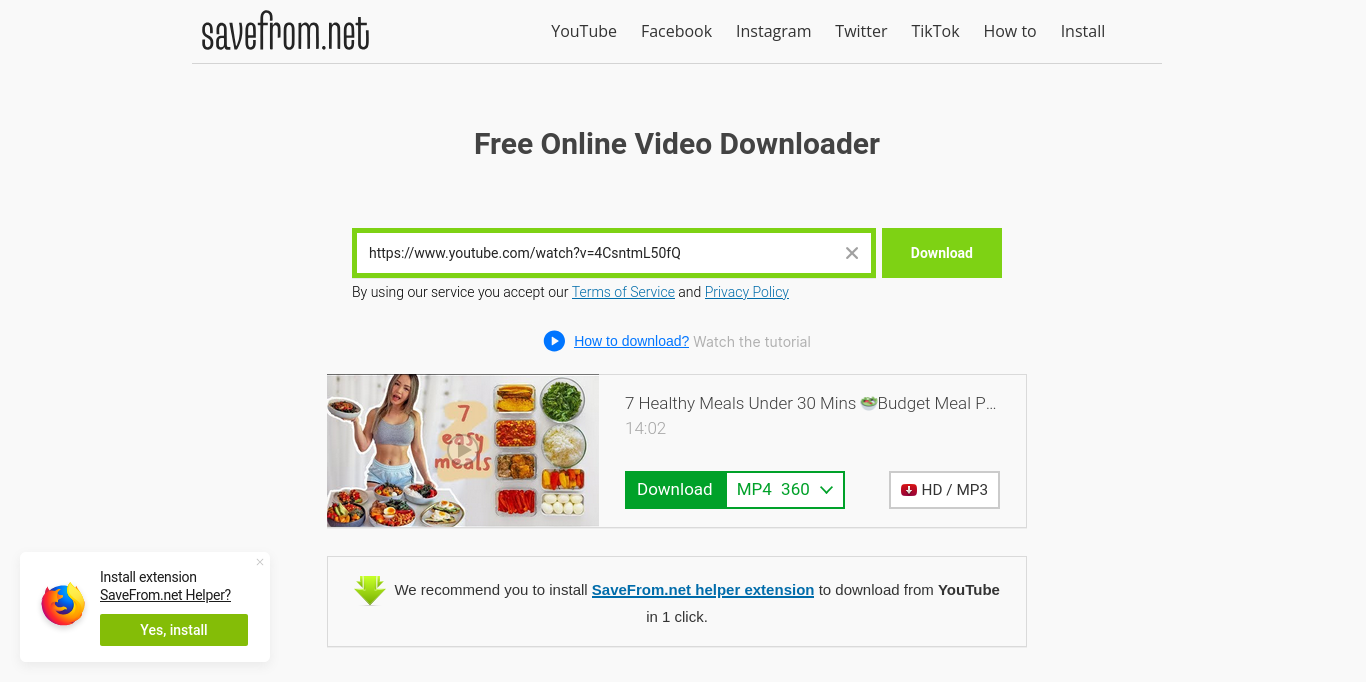 savefrom.net
YouTube Facebook Instagram Twitter TikTok How to Install
Free Online Video Downloader
https://www.youtube.com/watch?v=4CsntmL50fQ
Download
By using our service you accept our Terms of Service and Privacy Policy
How to download? Watch the tutorial
7
easy
meals
7 Healthy Meals Under 30 Mins 🥗Budget Meal P...
14:02
Download MP4 360
HD / MP3
We recommend you to install SaveFrom.net helper extension to download from YouTube
in 1 click.
Install extension
SaveFrom.net Helper?
Yes, install